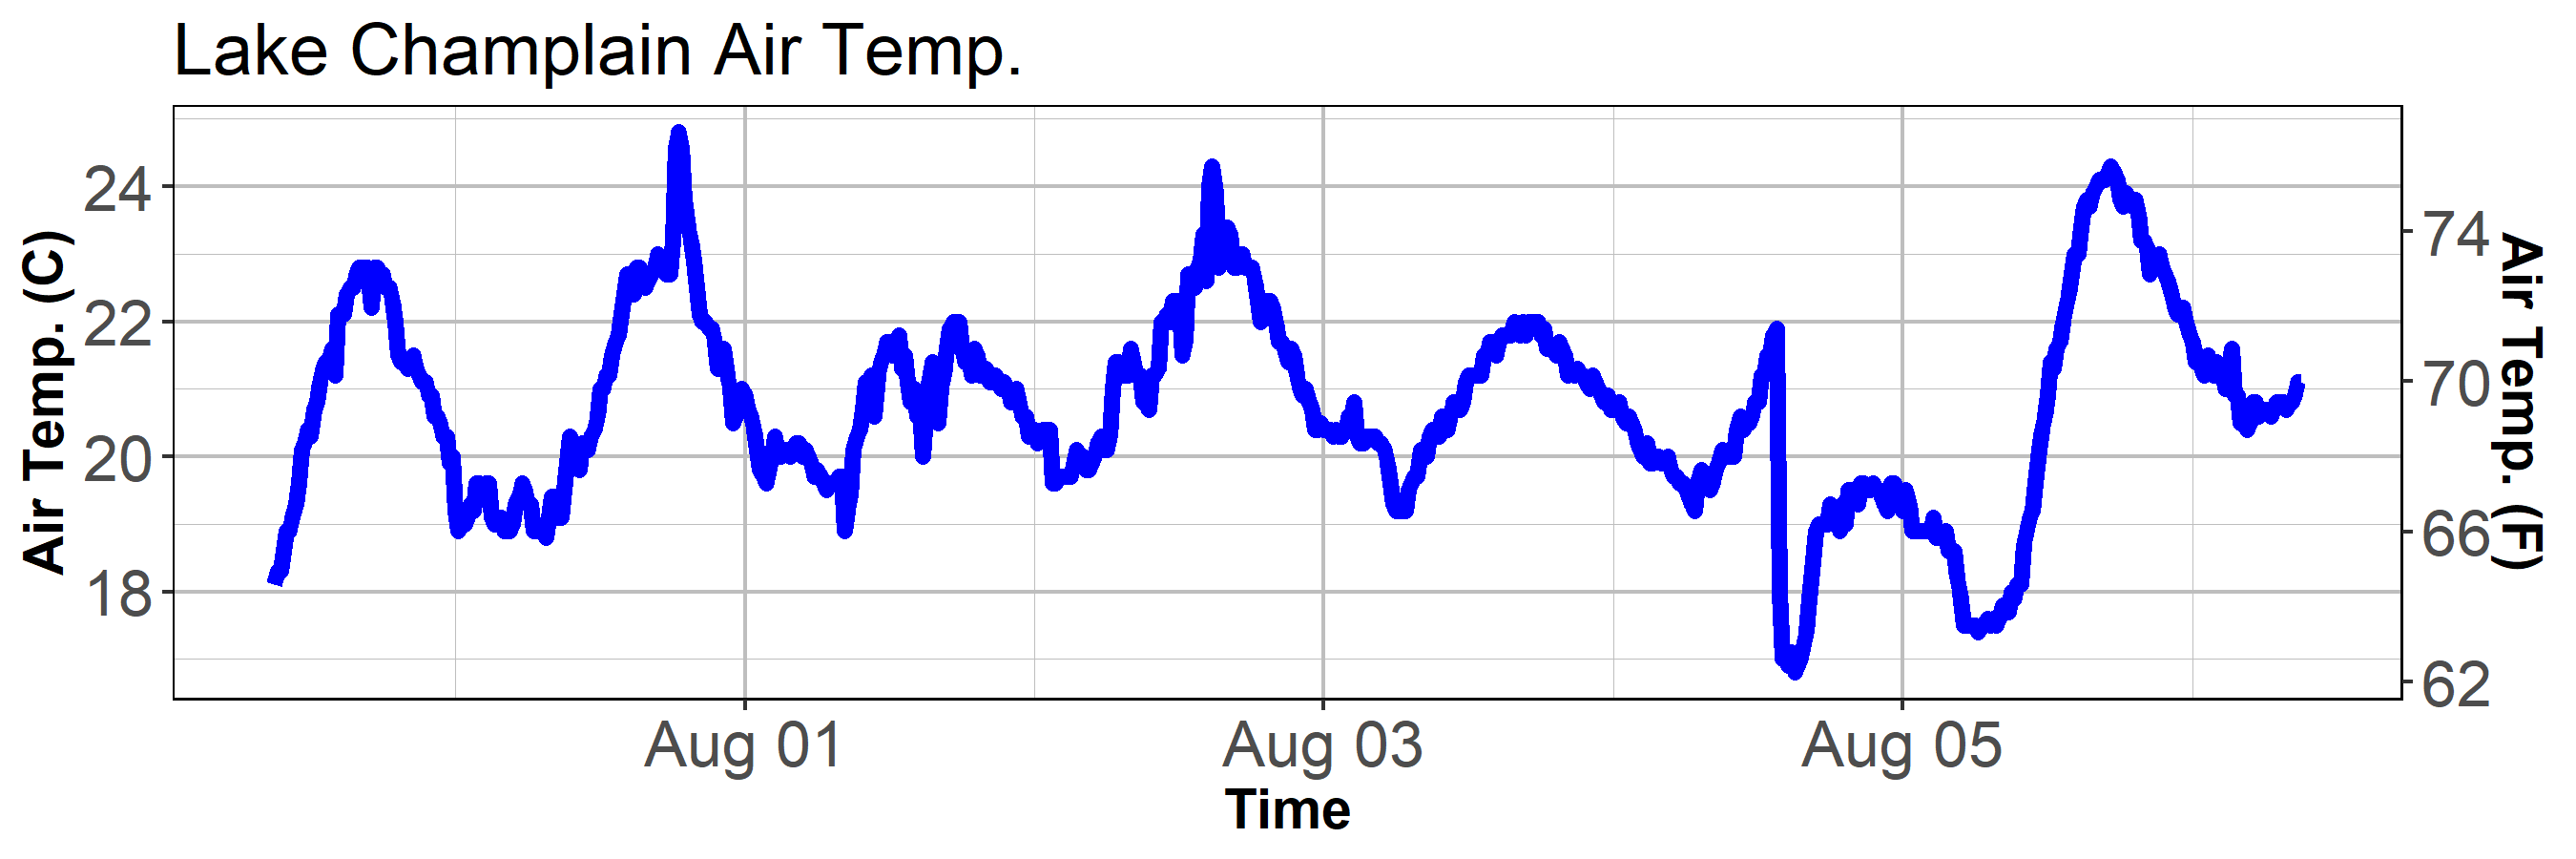 Lake Champlain Air Temp.
Air Temp. (C)
24
22
20
18
74
70
66
62
Air Temp. (F)
Aug 01
Aug 03
Aug 05
Time